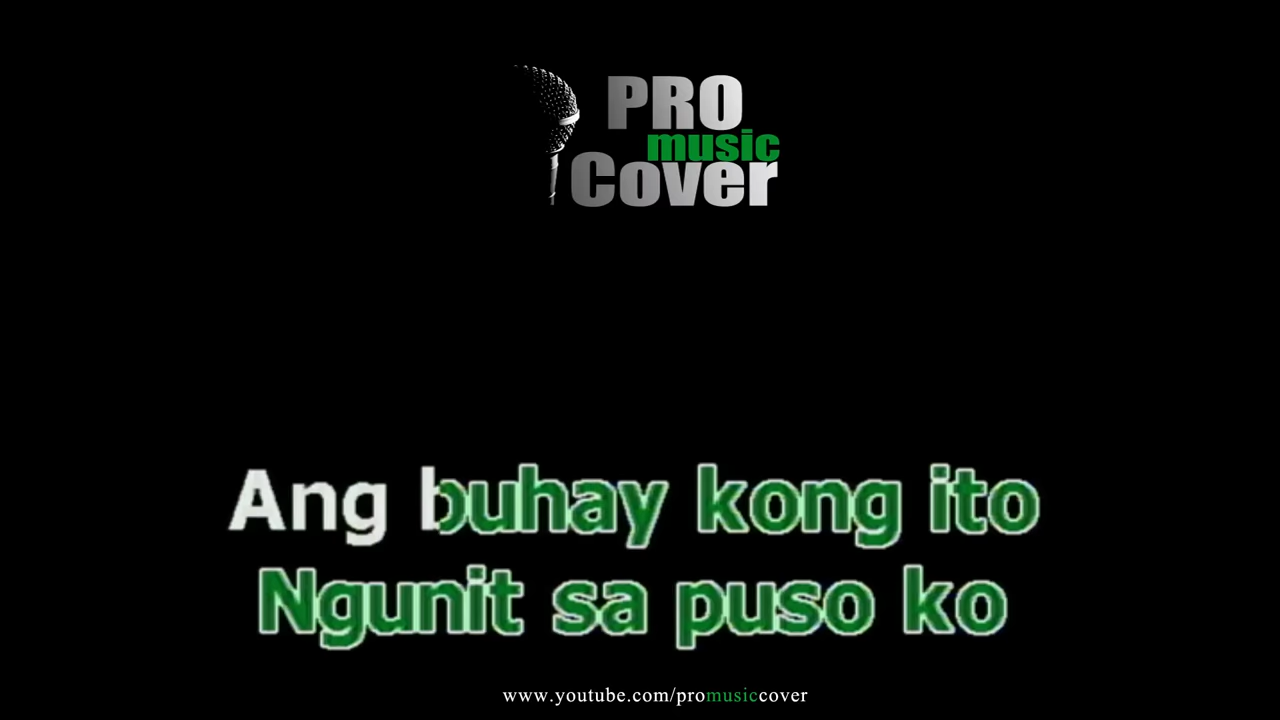 PRO
music
Cover
Ang buhay kong ito
Ngunit sa puso ko
www.youtube.com/promusiccover